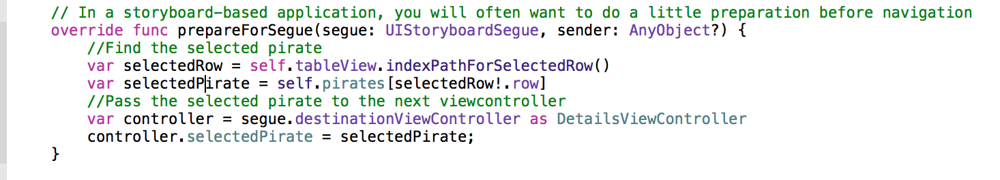 // In a storyboard-based application, you will often want to do a little preparation before navigation
override func prepareForSegue(segue: UIStoryboardSegue, sender: AnyObject?) {
//Find the selected pirate
var selectedRow = self.tableView.indexPathForSelectedRow()
var selectedPirate = self.pirates[selectedRow!.row]
//Pass the selected pirate to the next viewcontroller
var controller = segue.destinationViewController as DetailsViewController
controller.selectedPirate = selectedPirate;
}